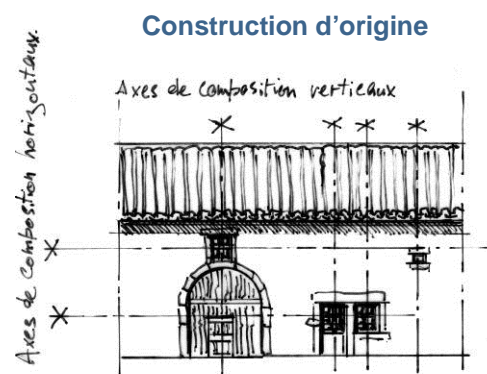 Construction d’origine
Axes de composition verticaux
Axes de composition horizontaux.